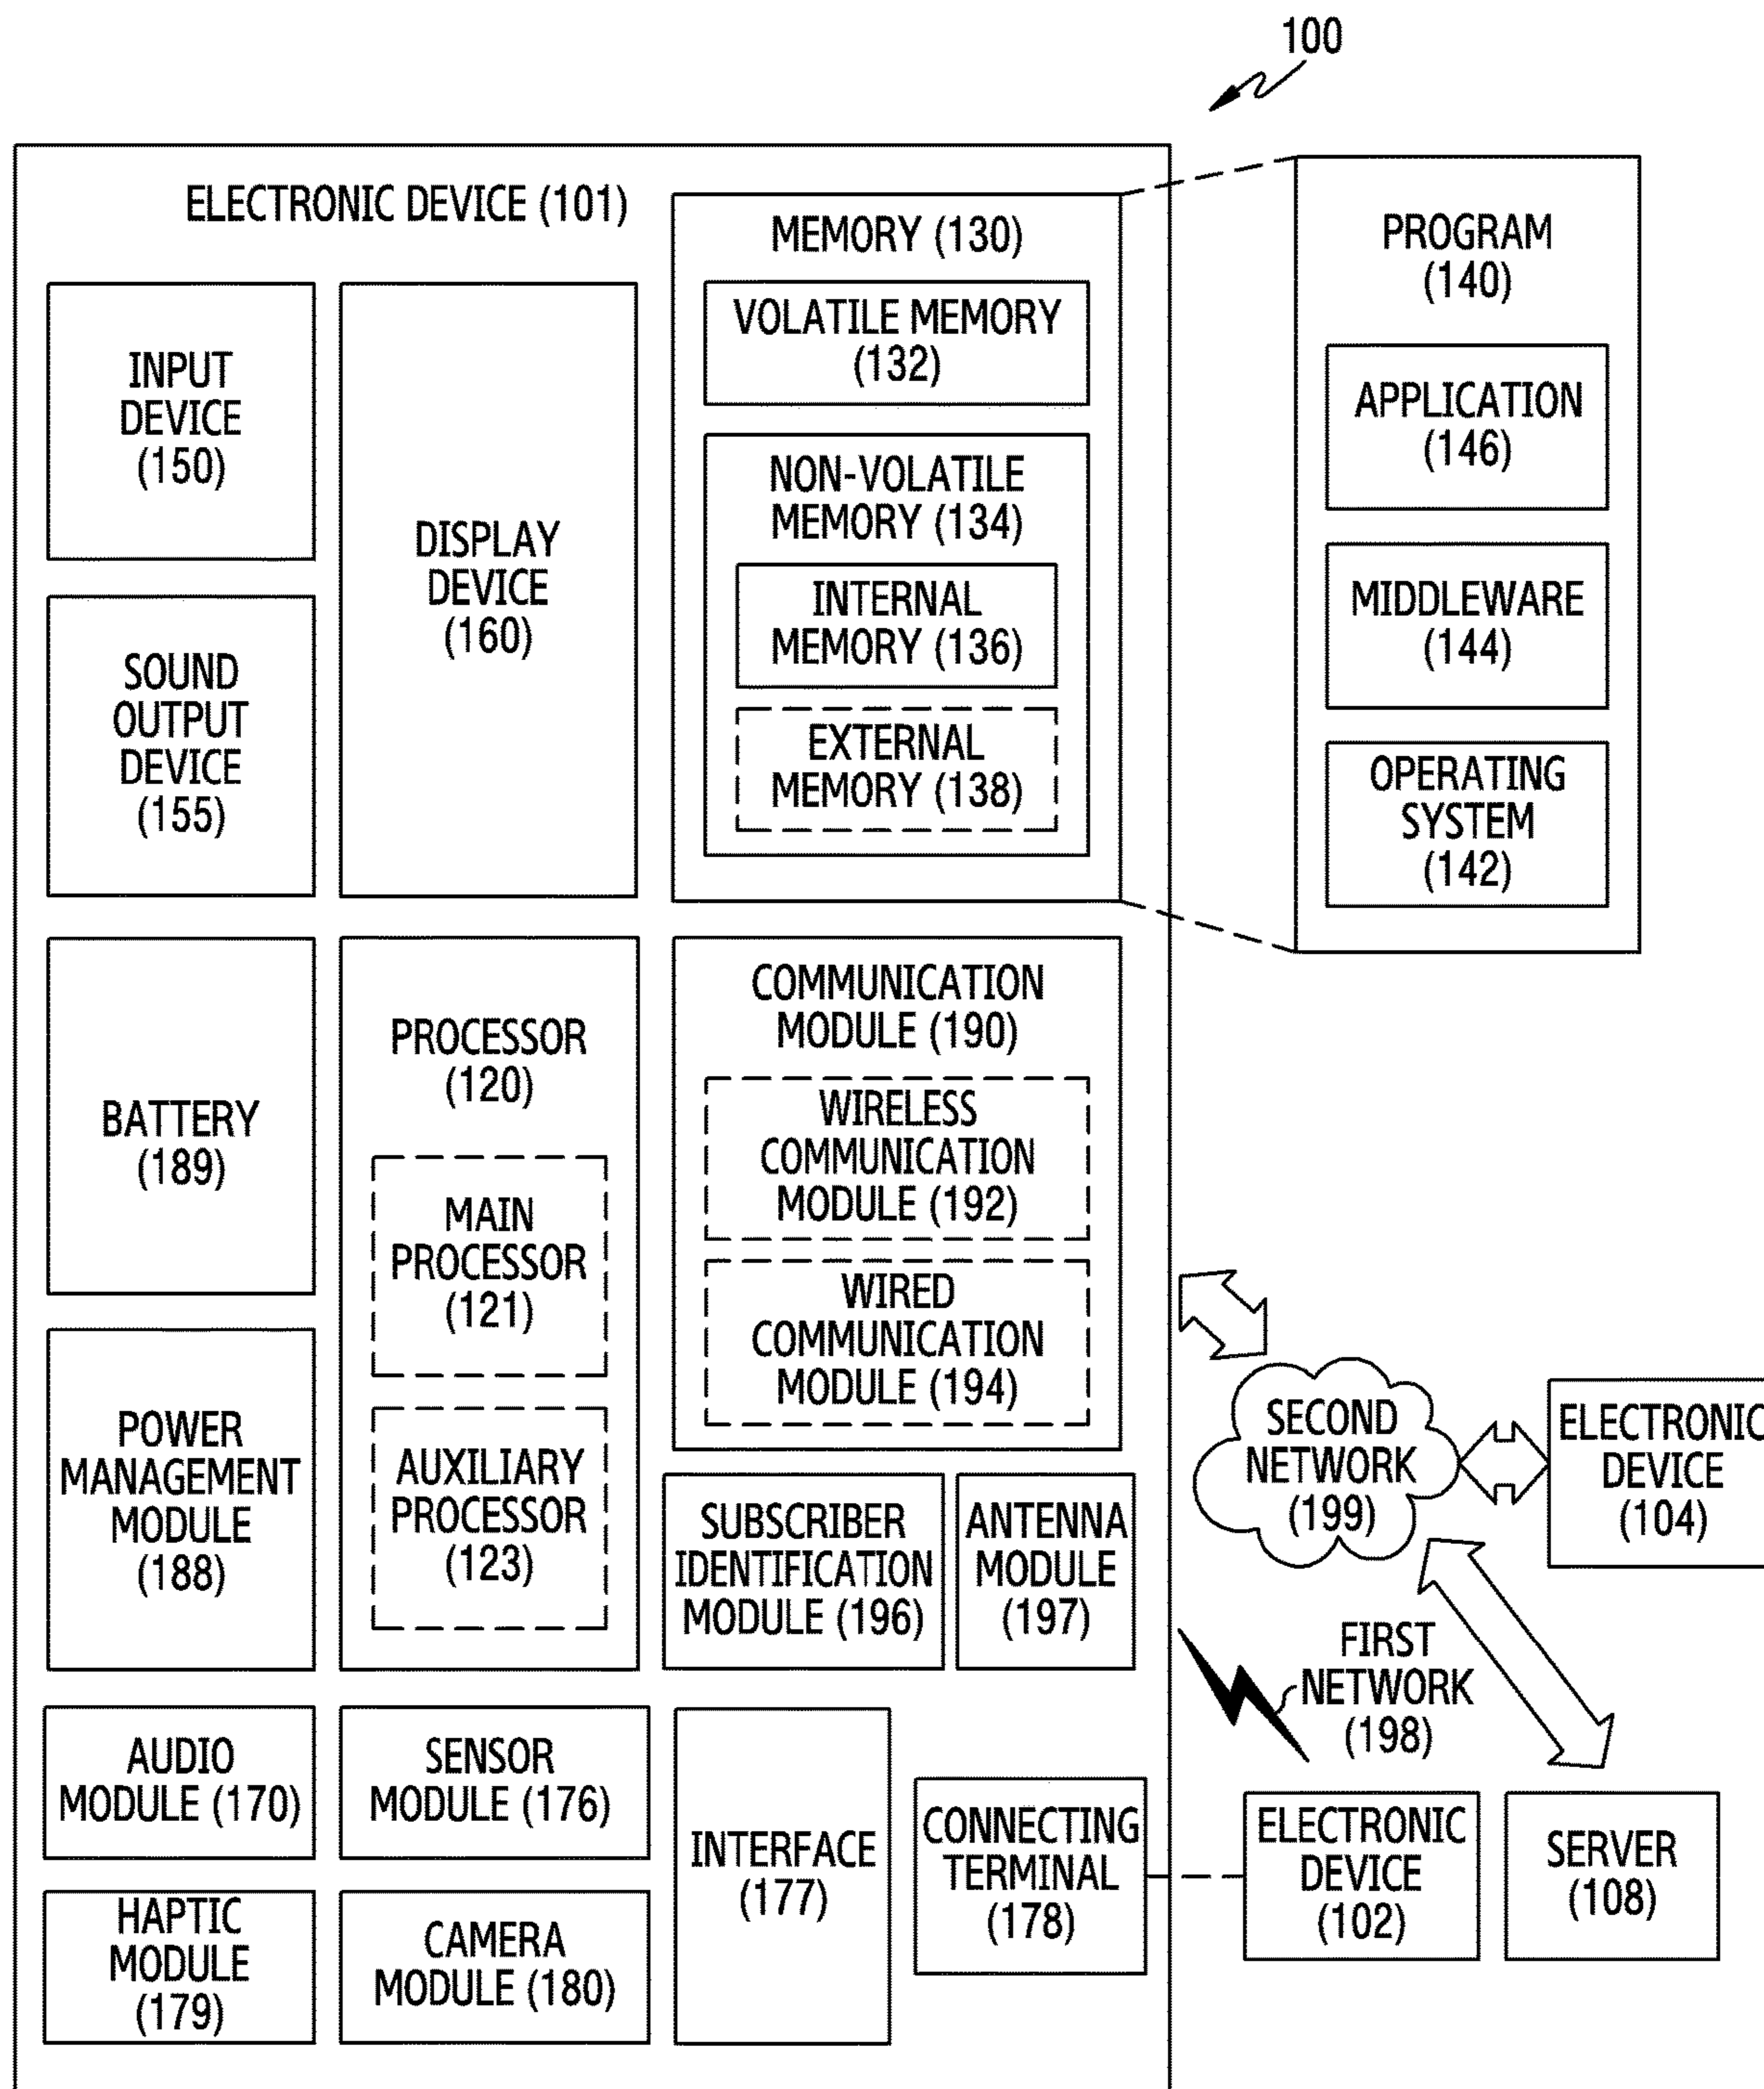 100
ELECTRONIC DEVICE (101)
INPUT
DEVICE
(150)
SOUND
OUTPUT
DEVICE
(155)
DISPLAY
DEVICE
(160)
MEMORY (130)
VOLATILE MEMORY
(132)
NON-VOLATILE
MEMORY (134)
INTERNAL
MEMORY (136)
EXTERNAL
MEMORY (138)
PROGRAM
(140)
APPLICATION
(146)
MIDDLEWARE
(144)
OPERATING
SYSTEM
(142)
BATTERY
(189)
POWER
MANAGEMENT
MODULE
(188)
PROCESSOR
(120)
MAIN
PROCESSOR
(121)
AUXILIARY
PROCESSOR
(123)
COMMUNICATION
MODULE (190)
WIRELESS
COMMUNICATION
MODULE (192)
WIRED
COMMUNICATION
MODULE (194)
SUBSCRIBER
IDENTIFICATION
MODULE (196)
ANTENNA
MODULE
(197)
SECOND
NETWORK
(199)
ELECTRONIC
DEVICE
(104)
FIRST
NETWORK
(198)
AUDIO
MODULE (170)
SENSOR
MODULE (176)
HAPTIC
MODULE
(179)
CAMERA
MODULE (180)
INTERFACE
(177)
CONNECTING
TERMINAL
(178)
ELECTRONIC
DEVICE
(102)
SERVER
(108)